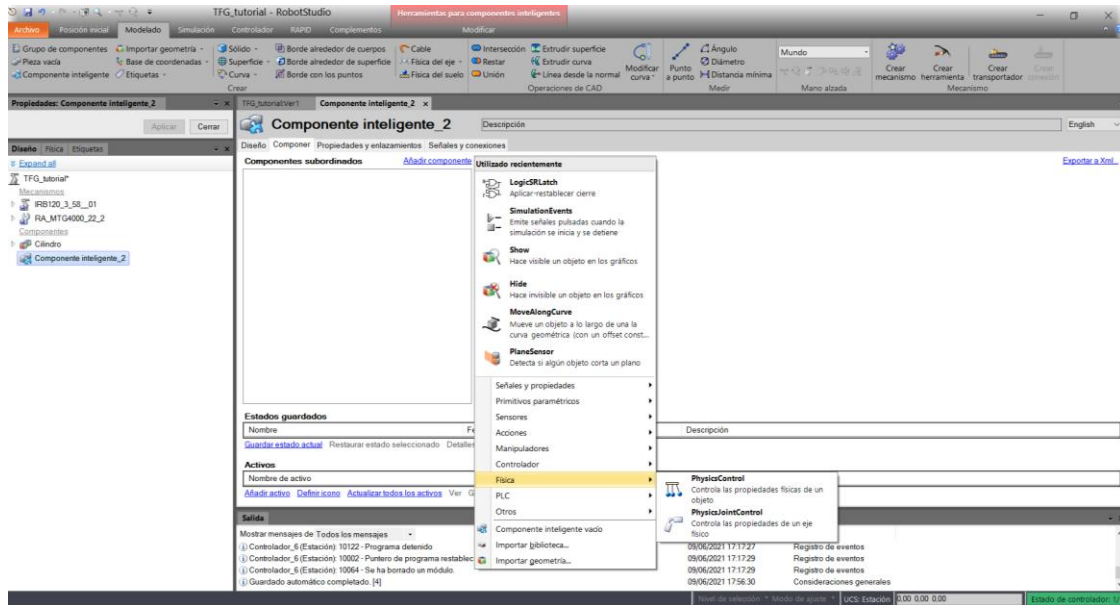 TFG_tutorial - RobotStudio
Herramientas para componentes inteligentes
Archivo Posición inicial Modelado Simulación Controlador RAPID Complementos Modificar
Grupo de componentes Importar geometría Sólido Borde alrededor de cuerpos Cable Intersección Extrudir superficie Ángulo Mundo
Pieza vacía Base de coordenadas Superficie Borde alrededor de superficie Física del eje Restar Extrudir curva Diámetro
Componente inteligente Etiquetas Curva Borde con los puntos Física del suelo Unión Línea desde la normal Distancia mínima
Modificar curva Punto a punto Crear mecanismo Crear herramienta Crear transportador Crear conexión
Crear Operaciones de CAD Medir Mano alzada Mecanismo
Propiedades: Componente inteligente_2
Aplicar Cerrar
TFG_tutorial:Ver1 Componente inteligente_2
Componente inteligente_2 Descripción English
Diseño Componer Propiedades y enlazamientos Señales y conexiones
Diseño Física Etiquetas
Expand all
TFG_tutorial*
Mecanismos
IRB120_3_58__01
RA_MTG4000_22_2
Componentes
Cilindro
Componente inteligente_2
Componentes subordinados Añadir componente
Exportar a Xml...
Utilizado recientemente
LogicSRLatch
Aplicar-restablecer cierre
SimulationEvents
Emite señales pulsadas cuando la
simulación se inicia y se detiene
Show
Hace visible un objeto en los gráficos
Hide
Hace invisible un objeto en los gráficos
MoveAlongCurve
Mueve un objeto a lo largo de una la
curva geométrica (con un offset const...
PlaneSensor
Detecta si algún objeto corta un plano
Señales y propiedades
Primitivos paramétricos
Sensores
Acciones
Manipuladores
Controlador
Física
PLC
Otros
Componente inteligente vacío
Importar biblioteca...
Importar geometría...
PhysicsControl
Controla las propiedades físicas de un
objeto
PhysicsJointControl
Controla las propiedades de un eje
físico
Estados guardados
Nombre Fe Descripción
Guardar estado actual Restaurar estado seleccionado Detalles
Activos
Nombre de activo
Añadir activo Definir icono Actualizar todos los activos Ver G
Salida
Mostrar mensajes de Todos los mensajes
Controlador_6 (Estación): 10122 - Programa detenido 09/06/2021 17:17:27 Registro de eventos
Controlador_6 (Estación): 10002 - Puntero de programa restablec 09/06/2021 17:17:29 Registro de eventos
Controlador_6 (Estación): 10064 - Se ha borrado un módulo. 09/06/2021 17:17:29 Registro de eventos
Guardado automático completado. [4] 09/06/2021 17:56:30 Consideraciones generales
Nivel de selección Modo de ajuste UCS: Estación 0.00 0.00 0.00 Estado de controlador: 1/